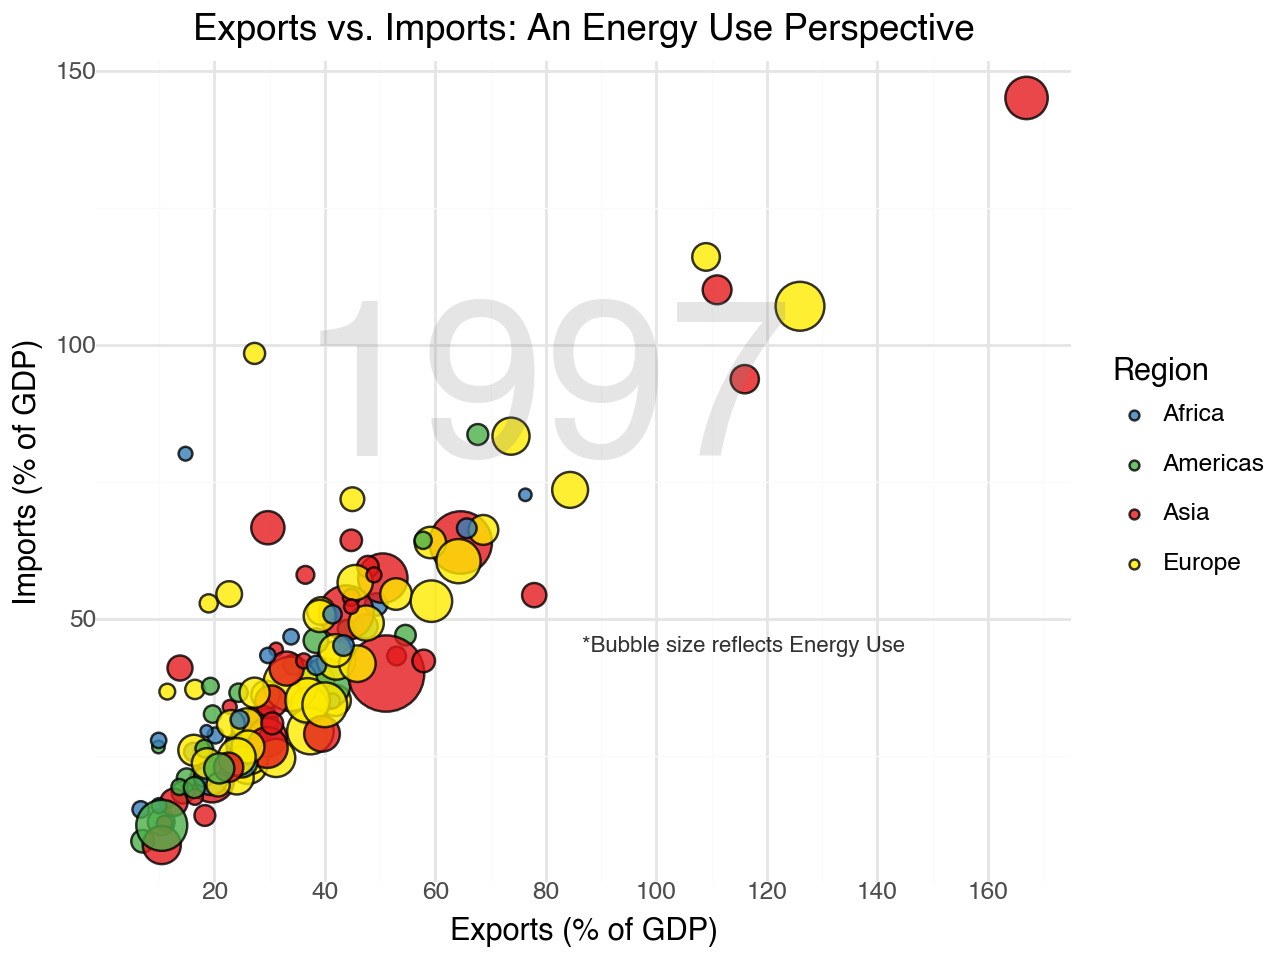 Exports vs. Imports: An Energy Use Perspective
150
100
50
Imports (% of GDP)
1997
*Bubble size reflects Energy Use
20 40 60 80 100 120 140 160
Exports (% of GDP)
Region
Africa
Americas
Asia
Europe